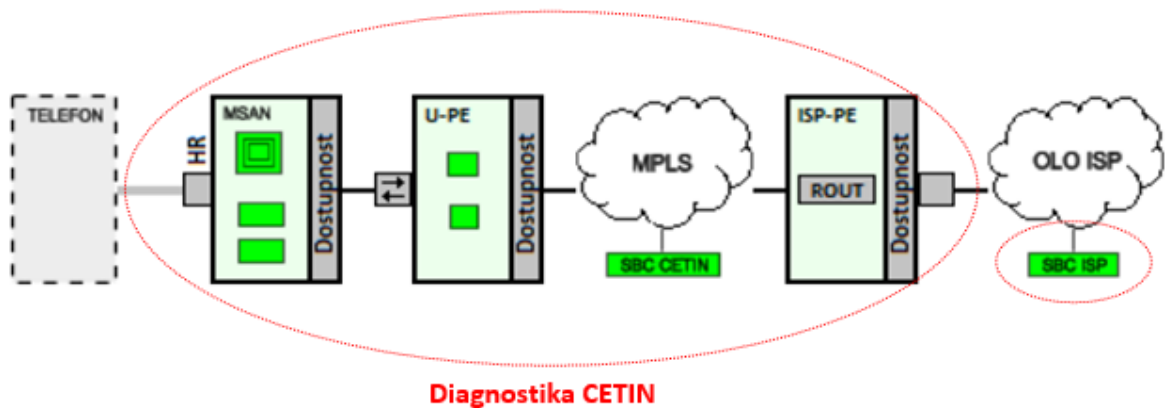 TELEFON
HR
MSAN
Dostupnost
U-PE
Dostupnost
MPLS
SBC CETIN
ISP-PE
ROUT
Dostupnost
OLO ISP
SBC ISP
Diagnostika CETIN